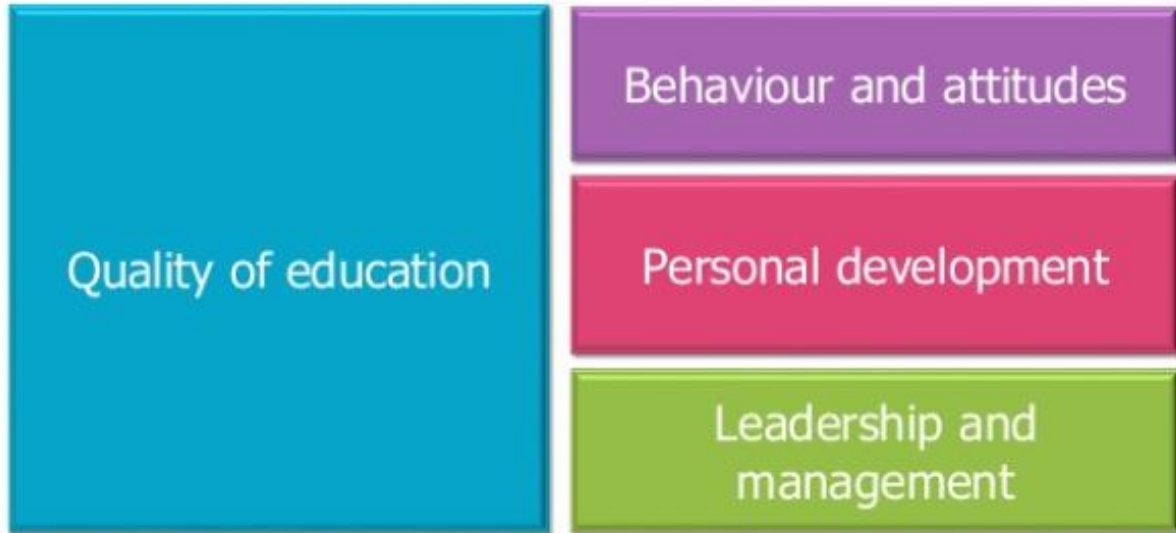 Quality of education
Behaviour and attitudes
Personal development
Leadership and
management